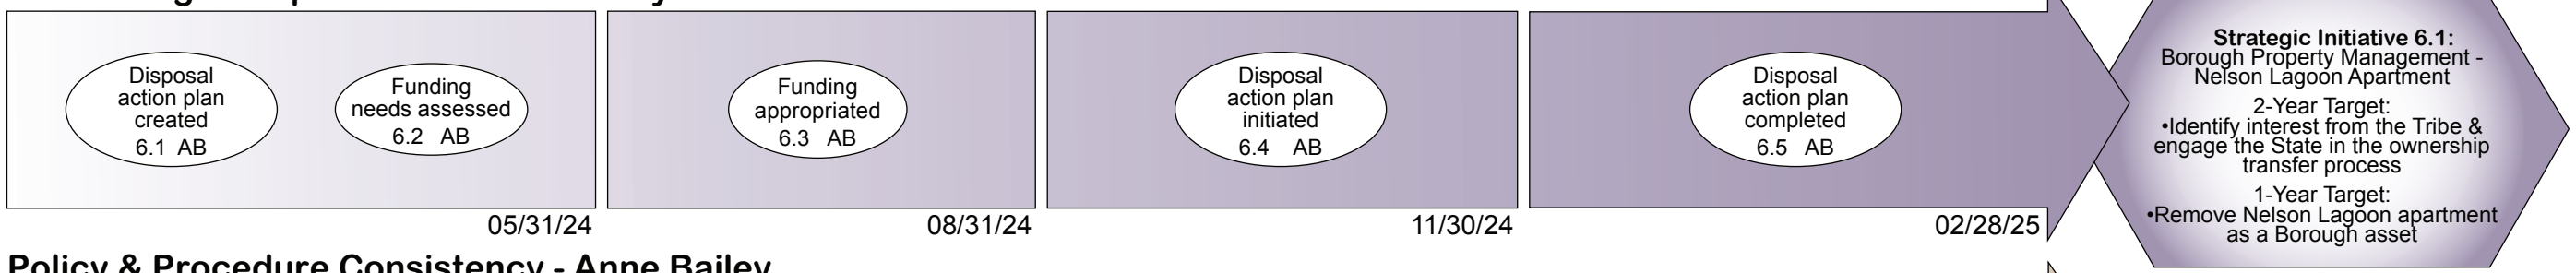 Disposal
action plan
created
6.1 AB
Funding
needs assessed
6.2 AB
05/31/24
Funding
appropriated
6.3 AB
08/31/24
Disposal
action plan
initiated
6.4 AB
11/30/24
Disposal
action plan
completed
6.5 AB
02/28/25
Strategic Initiative 6.1:
Borough Property Management -
Nelson Lagoon Apartment
2-Year Target:
•Identify interest from the Tribe &
engage the State in the ownership
transfer process
1-Year Target:
•Remove Nelson Lagoon apartment
as a Borough asset
Policy & Procedure Consistency - Anne Bailey